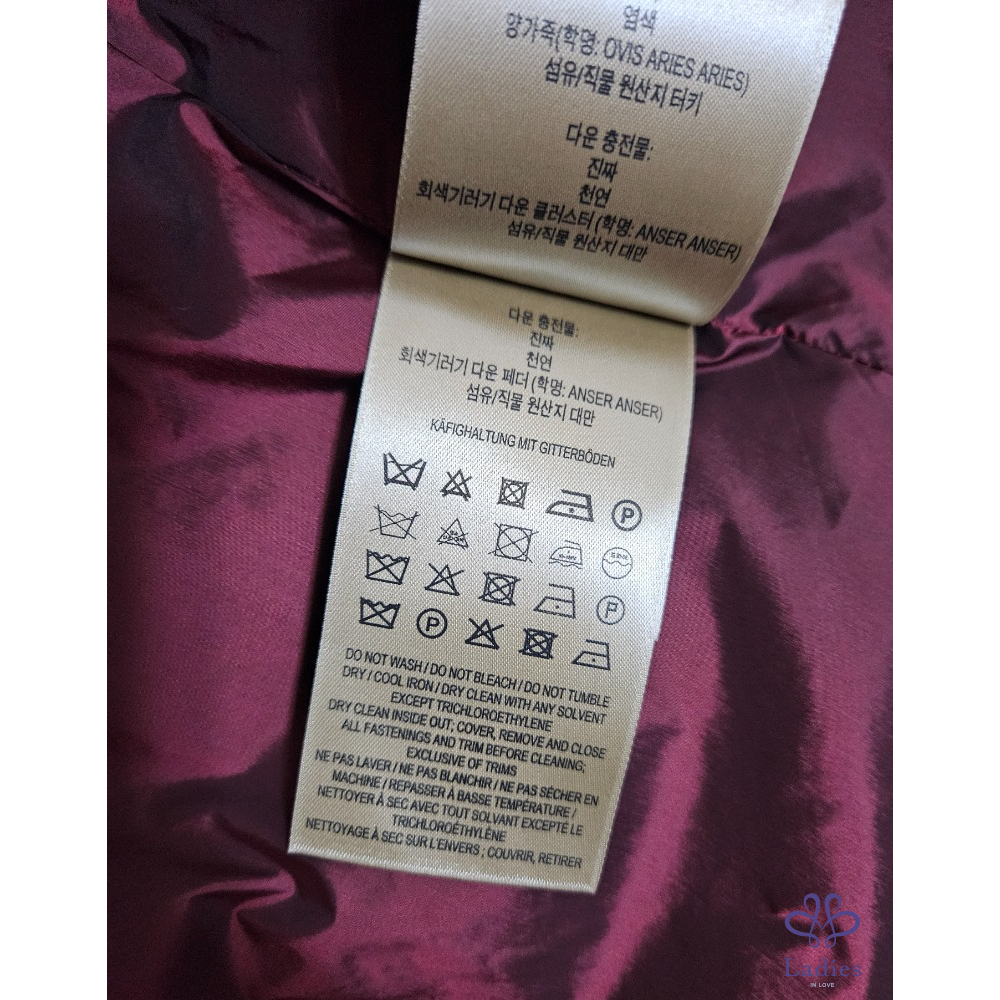 염색
양가죽(학명: OVIS ARIES ARIES)
섬유/직물 원산지 터키
다운 충전물:
진짜
천연
회색기러기 다운 클러스터 (학명: ANSER ANSER)
섬유/직물 원산지 대만
다운 충전물:
진짜
천연
회색기러기 다운 페더 (학명: ANSER ANSER)
섬유/직물 원산지 대만
KÄFIGHALTUNG MIT GITTERBÖDEN
P
P
P
DO NOT WASH / DO NOT BLEACH / DO NOT TUMBLE
DRY / COOL IRON / DRY CLEAN WITH ANY SOLVENT
EXCEPT TRICHLOROETHYLENE
DRY CLEAN INSIDE OUT; COVER, REMOVE AND CLOSE
ALL FASTENINGS AND TRIM BEFORE CLEANING;
EXCLUSIVE OF TRIMS
NE PAS LAVER / NE PAS BLANCHIR / NE PAS SÉCHER EN
MACHINE / REPASSER À BASSE TEMPÉRATURE /
NETTOYER À SEC AVEC TOUT SOLVANT EXCEPTÉ LE
TRICHLOROÉTHYLÈNE
NETTOYAGE À SEC SUR L'ENVERS ; COUVRIR, RETIRER
Ladies
IN LOVE